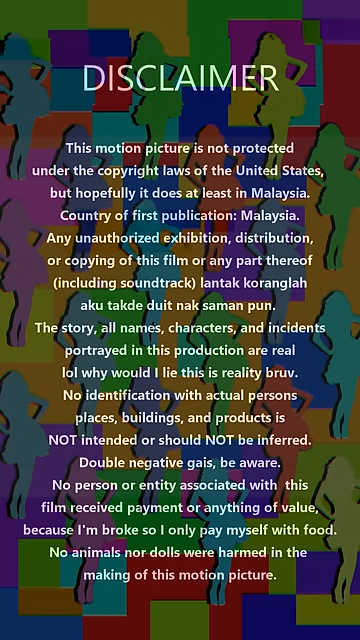 DISCLAIMER
This motion picture is not protected
under the copyright laws of the United States,
but hopefully it does at least in Malaysia.
Country of first publication: Malaysia.
Any unauthorized exhibition, distribution,
or copying of this film or any part thereof
(including soundtrack) lantak koranglah
aku takde duit nak saman pun.
The story, all names, characters, and incidents
portrayed in this production are real
lol why would I lie this is reality bruv.
No identification with actual persons
places, buildings, and products is
NOT intended or should NOT be inferred.
Double negative gais, be aware.
No person or entity associated with this
film received payment or anything of value,
because I'm broke so I only pay myself with food.
No animals nor dolls were harmed in the
making of this motion picture.